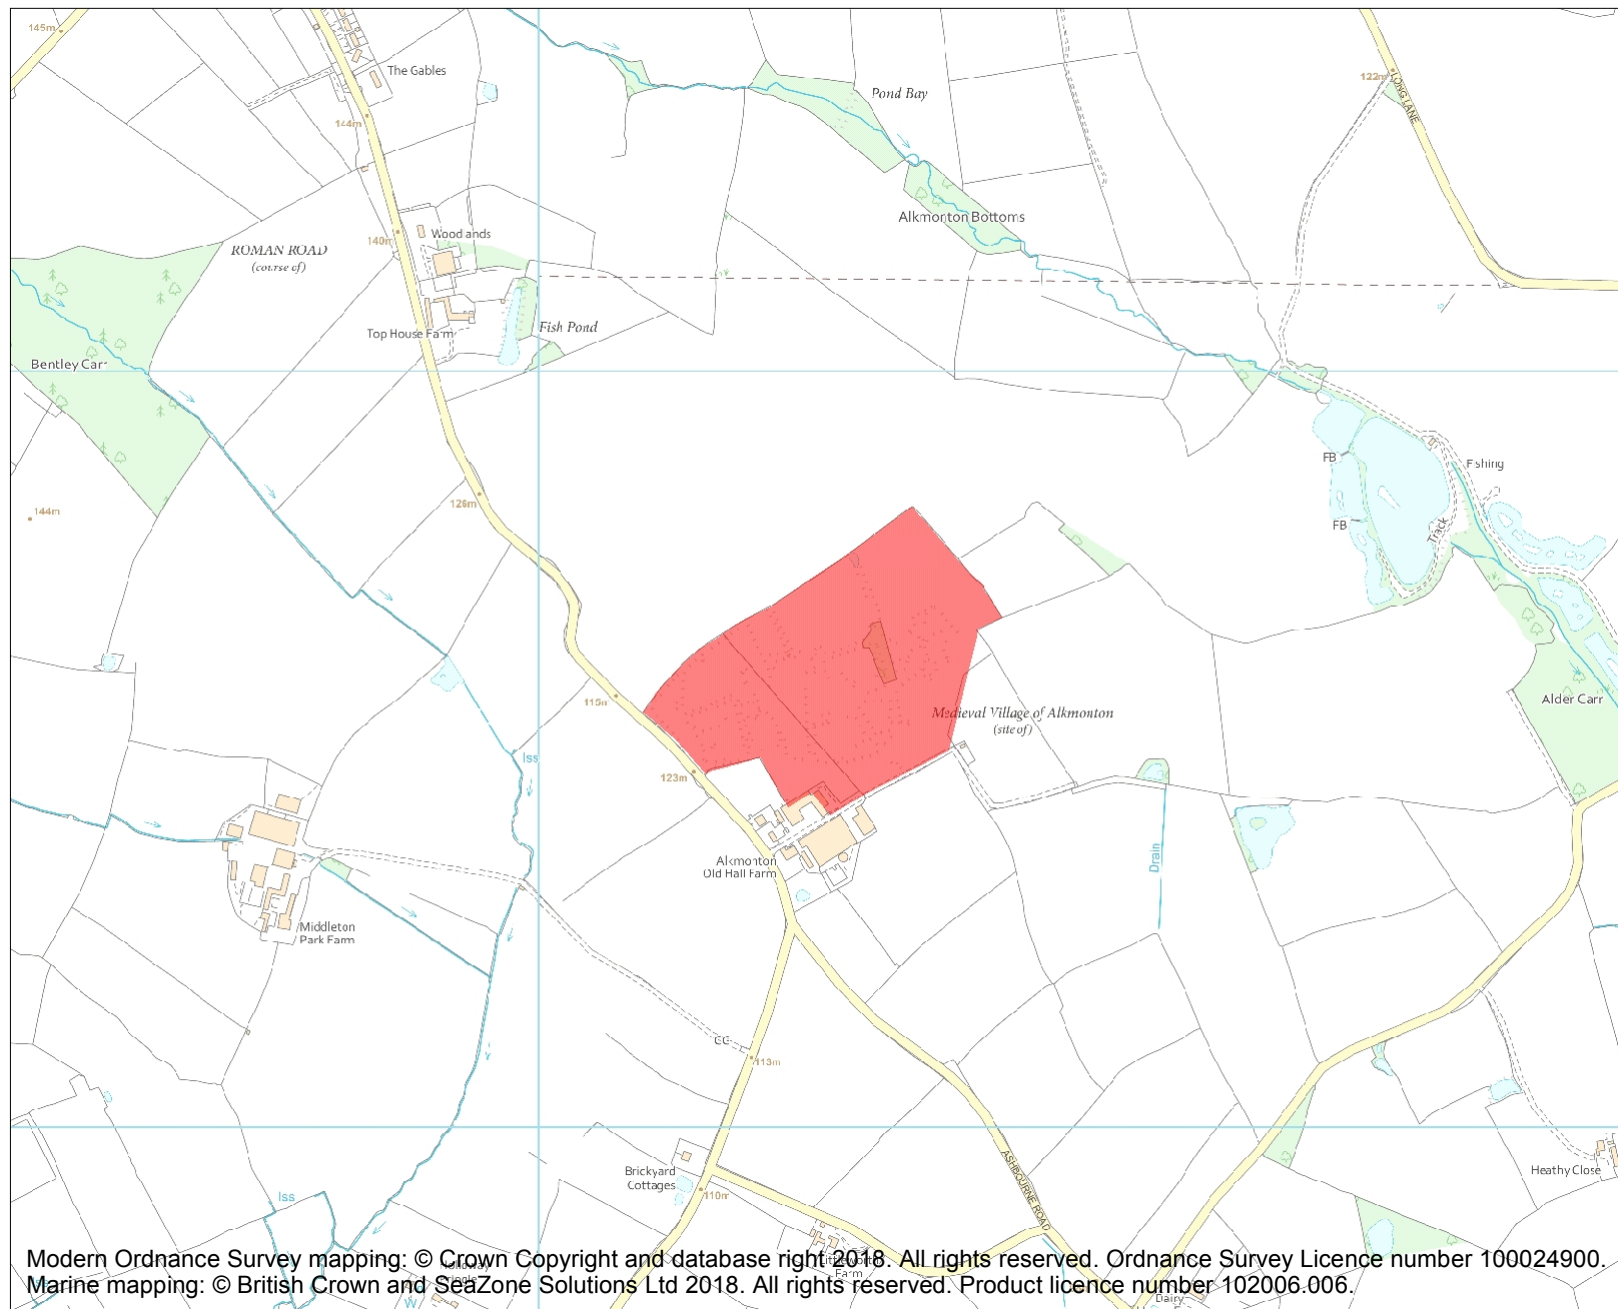 145m
The Gables
144m
Pond Bay
122m
LONG LANE
Alkmonton Bottoms
Wood ands
140m
ROMAN ROAD
(course of)
Top House Farm
Fish Pond
Bentley Carr
FB
Fishing
126m
144m
FB
Track
115m
Medieval Village of Alkmonton
(site of)
Alder Carr
Iss
123m
Alkmonton
Old Hall Farm
Drain
Middleton
Park Farm
CG
113m
Brickyard
Cottages
110m
ASHBOURNE ROAD
Heathy Close
Iss
Modern Ordnance Survey mapping: © Crown Copyright and database right 2018. All rights reserved. Ordnance Survey Licence number 100024900.
Marine mapping: © British Crown and SeaZone Solutions Ltd 2018. All rights reserved. Product licence number 102006.006.
Farm
Dairy
W